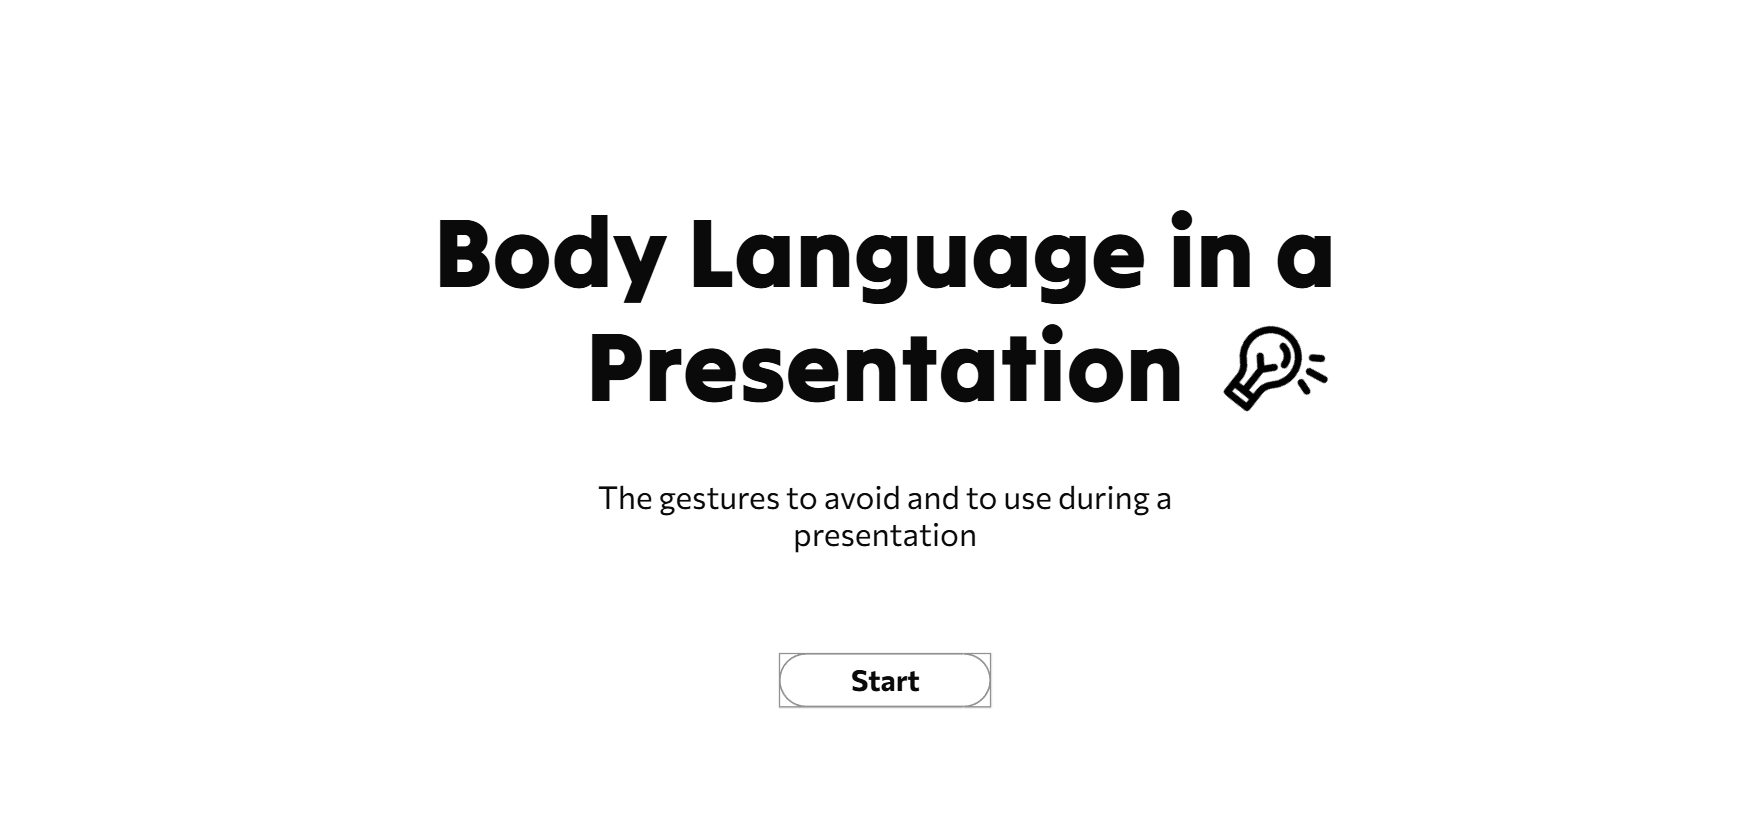 Body Language in a
Presentation
The gestures to avoid and to use during a
presentation
Start